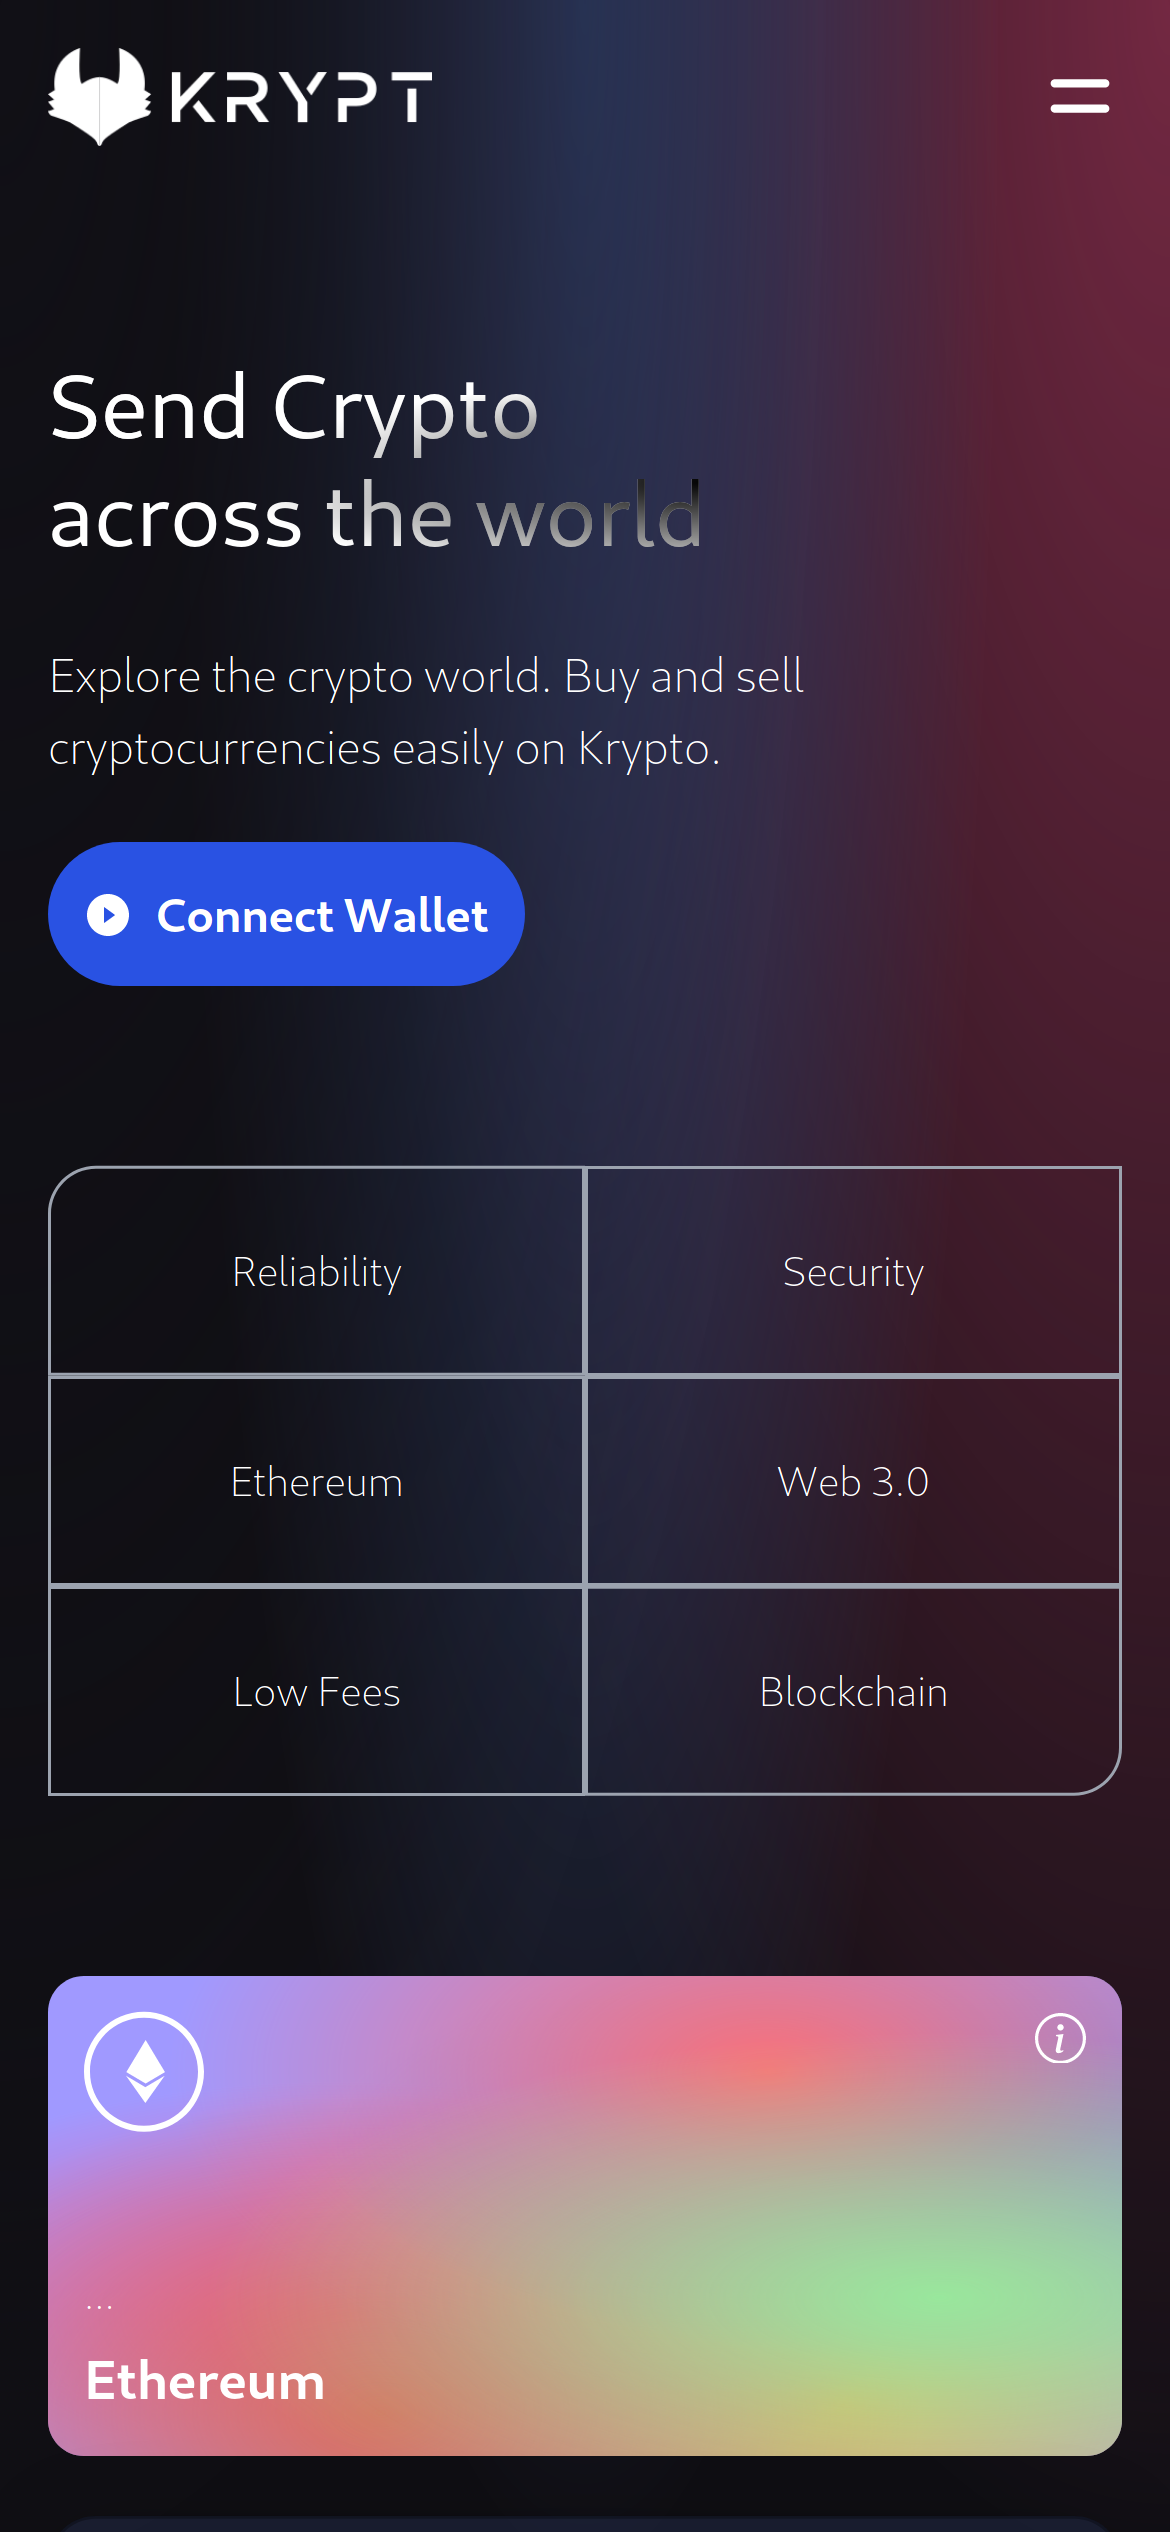 KRYPT
Send Crypto
across the world
Explore the crypto world. Buy and sell
cryptocurrencies easily on Krypto.
Connect Wallet
Reliability
Security
Ethereum
Web 3.0
Low Fees
Blockchain
i
...
Ethereum